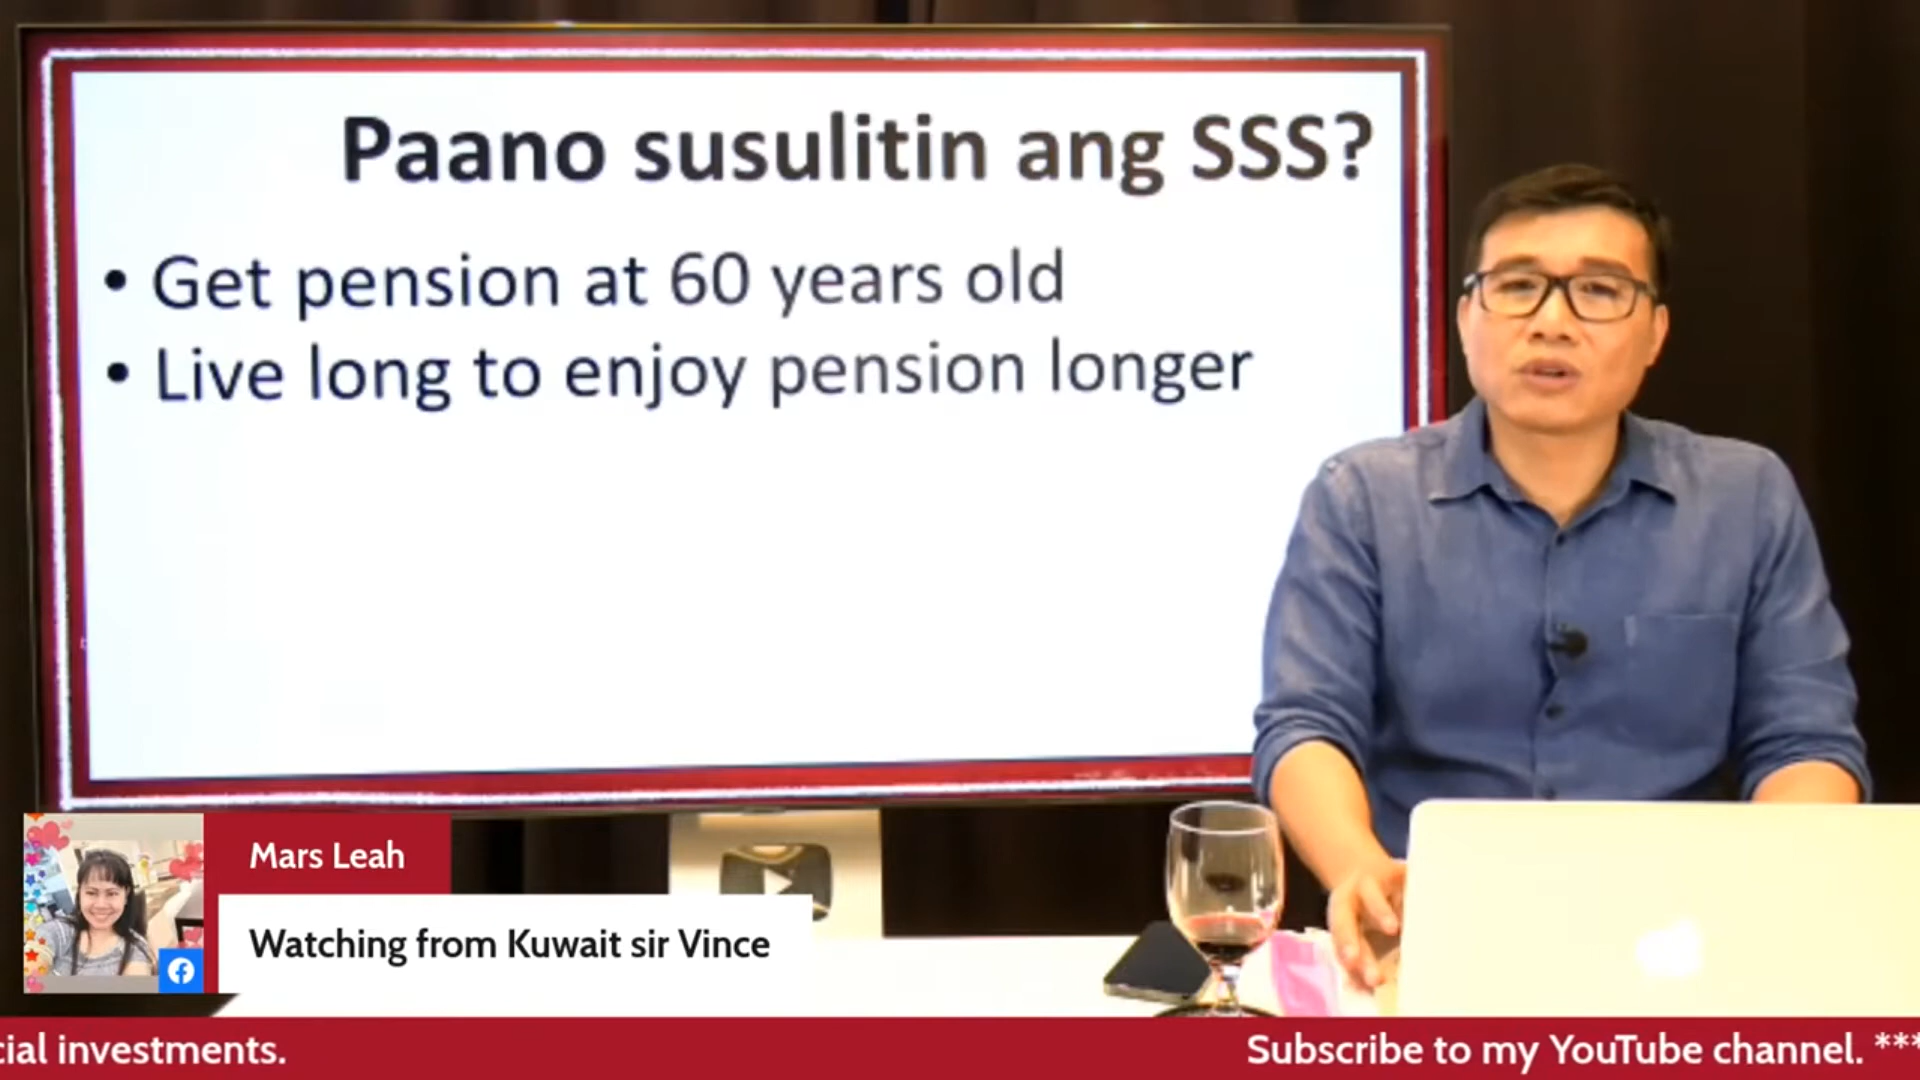 Paano susulitin ang SSS?
• Get pension at 60 years old
• Live long to enjoy pension longer
Mars Leah
Watching from Kuwait sir Vince
cial investments.
Subscribe to my YouTube channel. ***